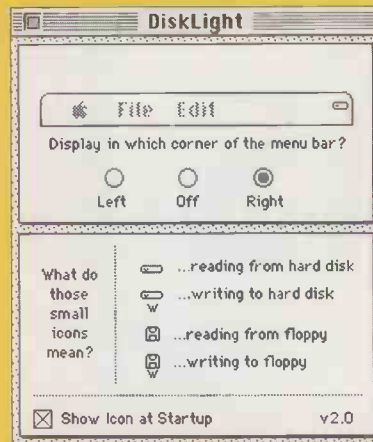 DiskLight
File Edit
Display in which corner of the menu bar?
Left Off Right
What do
those
small
icons
mean?
...reading from hard disk
...writing to hard disk
W
...reading from floppy
...writing to floppy
W
Show Icon at Startup v2.0